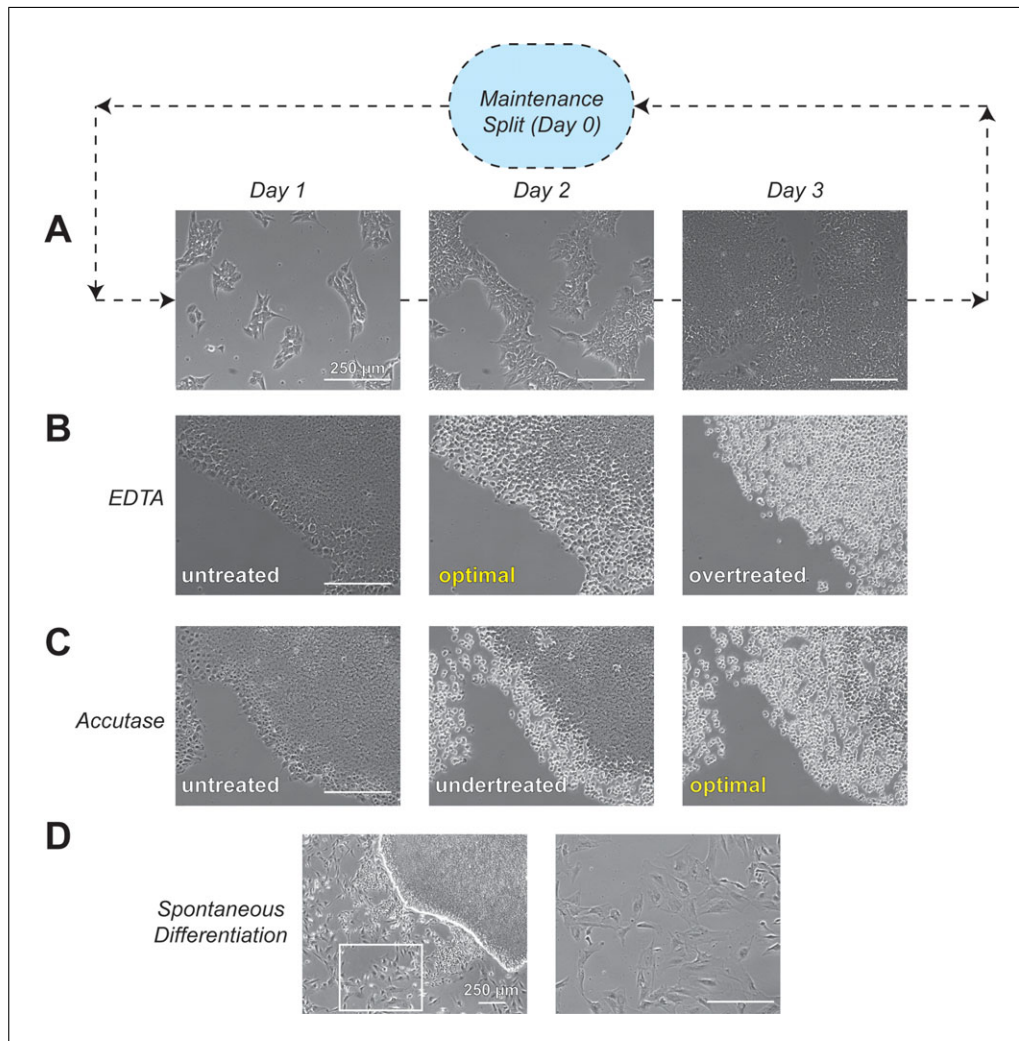 Maintenance
Split (Day 0)
Day 1
Day 2
Day 3
A
250 µm
B
EDTA
untreated
optimal
overtreated
C
Accutase
untreated
undertreated
optimal
D
Spontaneous
Differentiation
250 µm